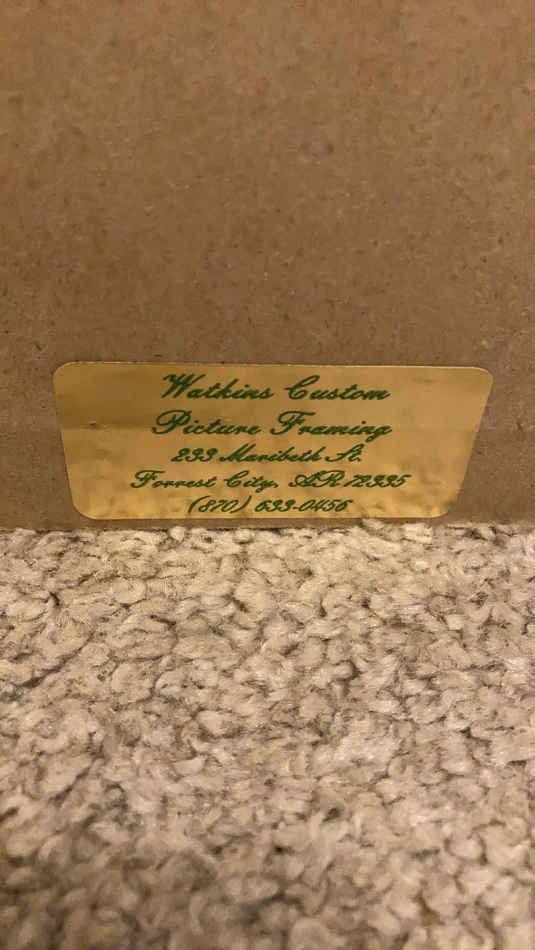 Watkins Custom
Picture Framing
233 Maribeth St.
Forrest City, AR 72335
(870) 633-0456